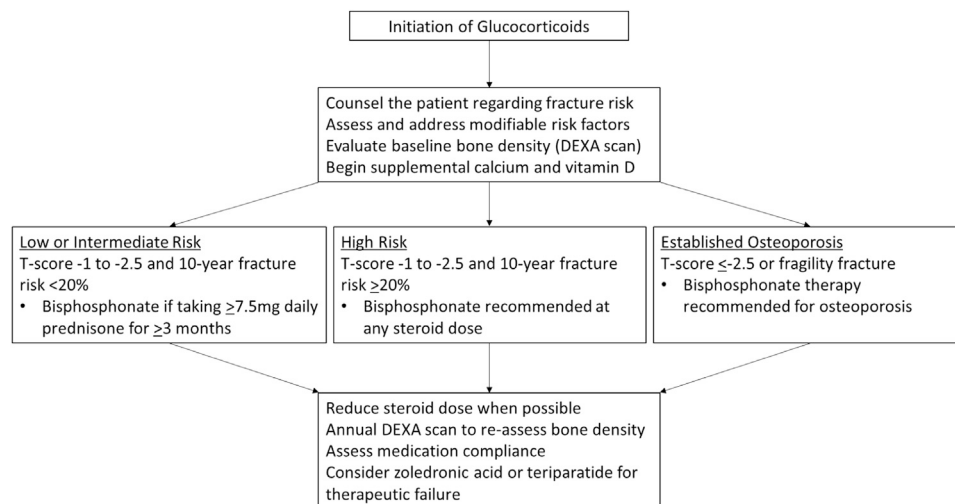 Initiation of Glucocorticoids
Counsel the patient regarding fracture risk
Assess and address modifiable risk factors
Evaluate baseline bone density (DEXA scan)
Begin supplemental calcium and vitamin D
Low or Intermediate Risk
T-score -1 to -2.5 and 10-year fracture
risk <20%
• Bisphosphonate if taking ≥7.5mg daily
prednisone for ≥3 months
High Risk
T-score -1 to -2.5 and 10-year fracture
risk ≥20%
• Bisphosphonate recommended at
any steroid dose
Established Osteoporosis
T-score ≤-2.5 or fragility fracture
• Bisphosphonate therapy
recommended for osteoporosis
Reduce steroid dose when possible
Annual DEXA scan to re-assess bone density
Assess medication compliance
Consider zoledronic acid or teriparatide for
therapeutic failure